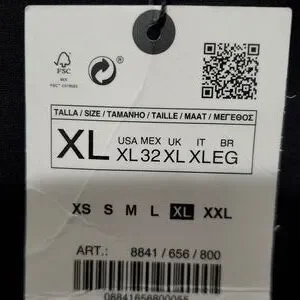 FSC
TALLA / SIZE / TAMANHO / TAILLE / MAAT / ΜΕΓΕΘΟΣ
XL
USA MEX UK IT BR
XL 32 XL XL EG
XS S M L XL XXL
ART.: 8841 / 656 / 800
08841656800055